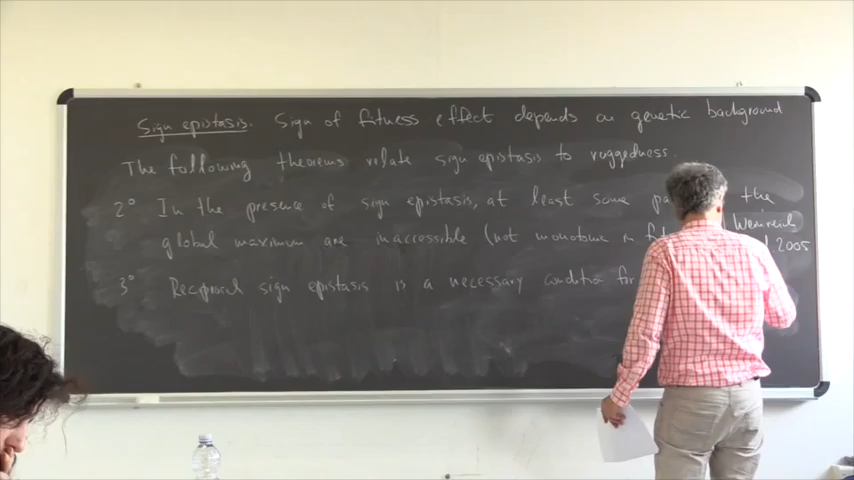 Sign epistasis. Sign of fitness effect depends on genetic background
The following theorems relate sign epistasis to ruggedness.
2° In the presence of sign epistasis, at least some the
global maximum are inaccessible (not monotone in Weinreich 2005
3° Reciprocal sign epistasis is a necessary condition for